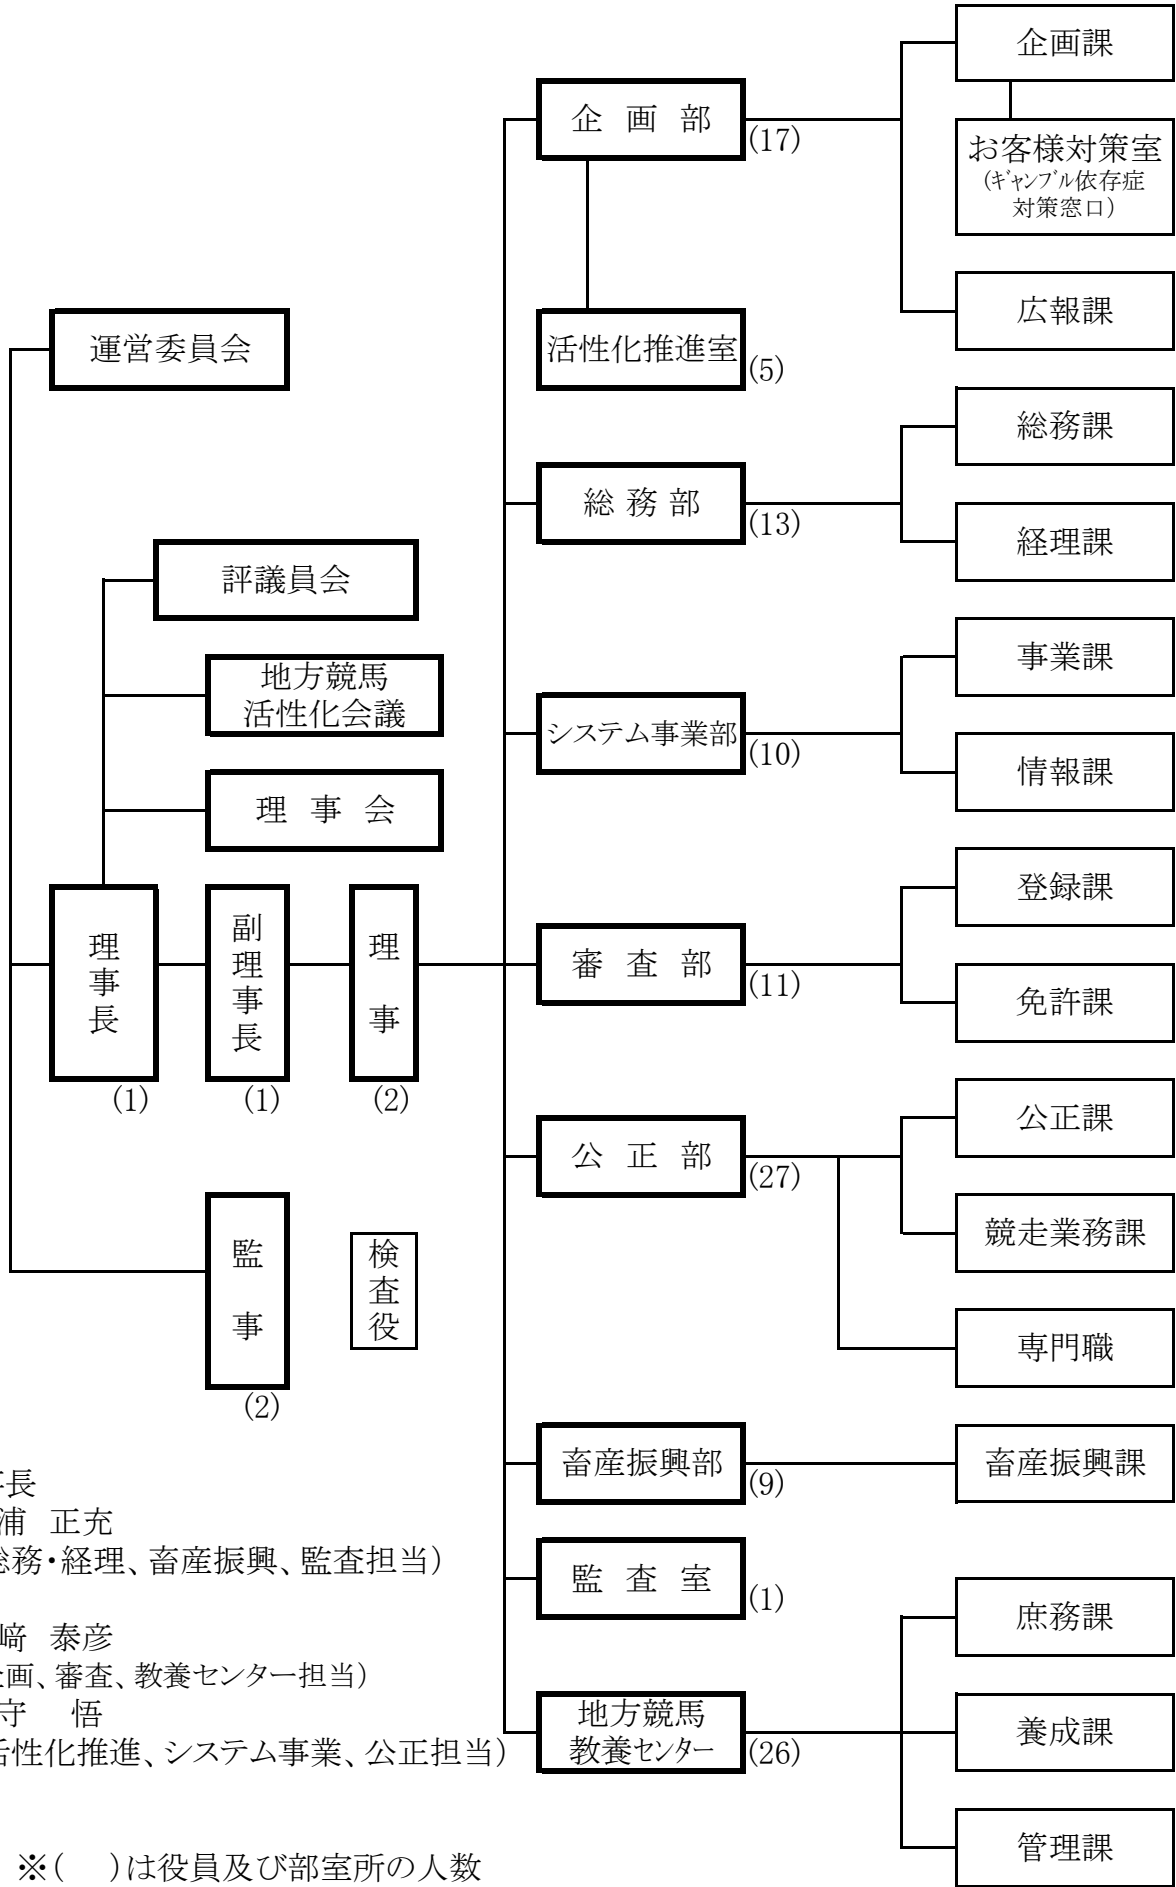 企画課
企　画　部
(17)
お客様対策室
(ギャンブル依存症
対策窓口)
広報課
運営委員会
活性化推進室
(5)
総務課
総 務 部
(13)
経理課
評議員会
地方競馬
活性化会議
事業課
システム事業部
(10)
情報課
理　事　会
登録課
理事長
(1)
副理事長
(1)
理　事
(2)
審　査　部
(11)
免許課
公正課
公　正　部
(27)
競走業務課
専門職
監　事
(2)
検査役
畜産振興部
(9)
畜産振興課
監　査　室
(1)
庶務課
地方競馬
教養センター
(26)
養成課
管理課
事長
浦　正充
総務・経理、畜産振興、監査担当)
﨑　泰彦
企画、審査、教養センター担当)
守　　悟
活性化推進、システム事業、公正担当)
※(　　)は役員及び部室所の人数